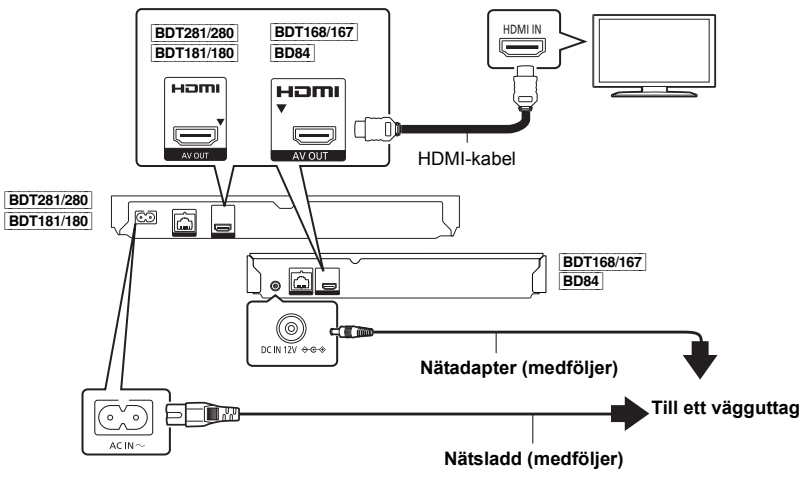 BDT281/280
BDT181/180
HDMI
AV OUT
BDT168/167
BD84
HDMI
AV OUT
HDMI IN
HDMI-kabel
BDT281/280
BDT181/180
BDT168/167
BD84
DC IN 12V
Nätadapter (medföljer)
Till ett vägguttag
AC IN ~
Nätsladd (medföljer)